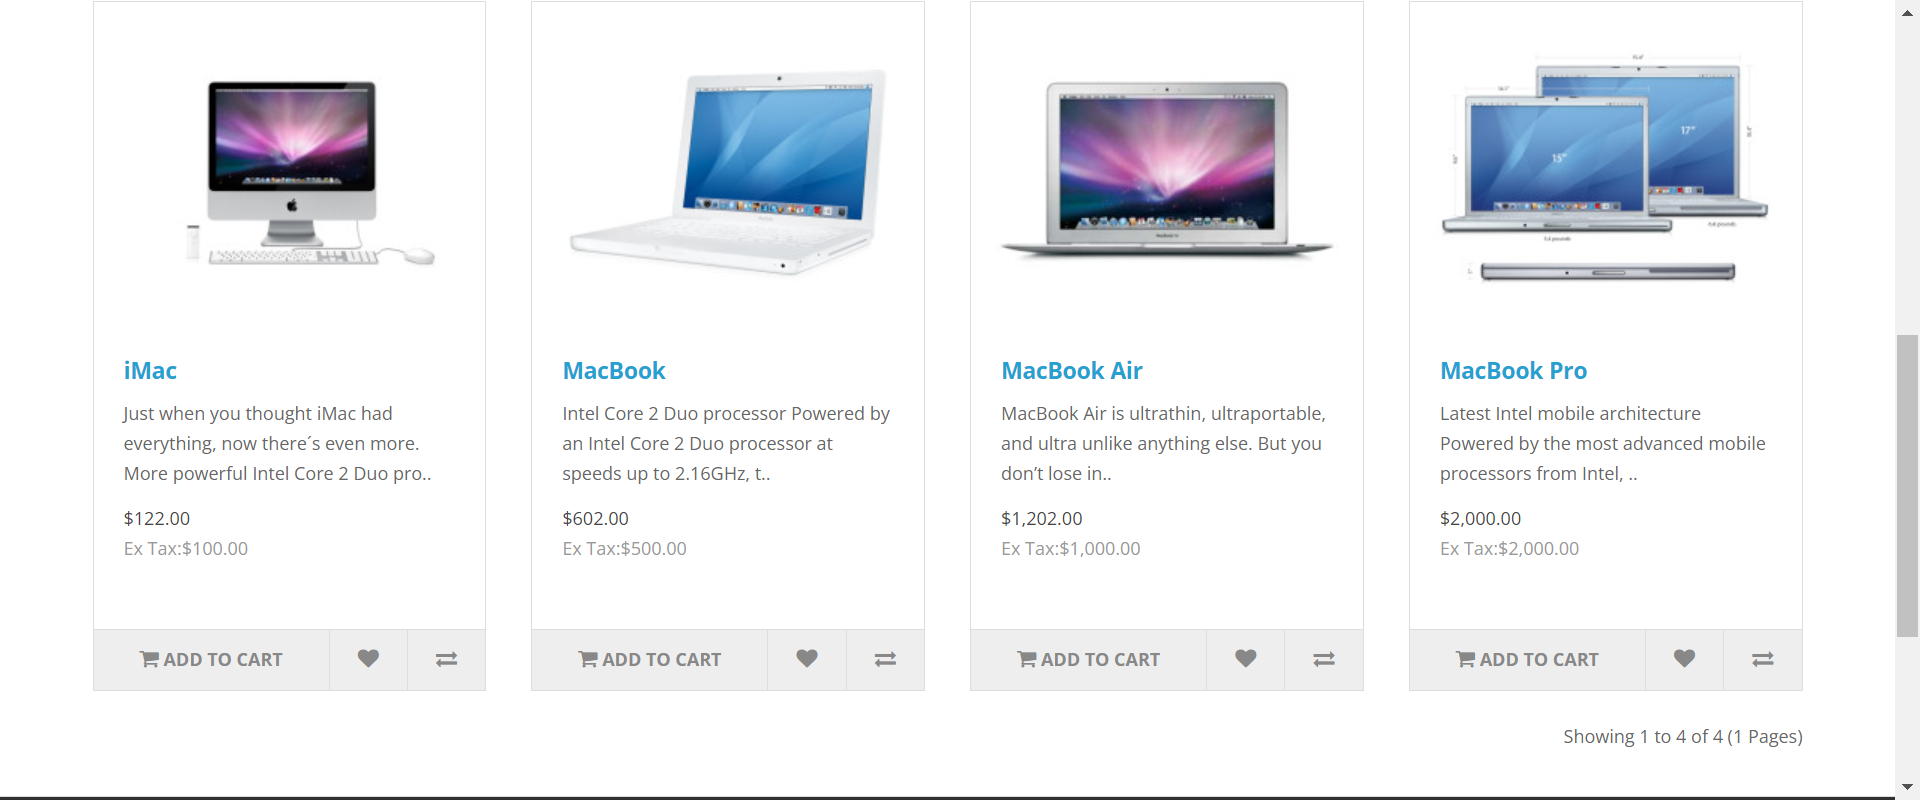 17"
15"
iMac
Just when you thought iMac had
everything, now there´s even more.
More powerful Intel Core 2 Duo pro..
$122.00
Ex Tax:$100.00
ADD TO CART
MacBook
Intel Core 2 Duo processor Powered by
an Intel Core 2 Duo processor at
speeds up to 2.16GHz, t..
$602.00
Ex Tax:$500.00
ADD TO CART
MacBook Air
MacBook Air is ultrathin, ultraportable,
and ultra unlike anything else. But you
don’t lose in..
$1,202.00
Ex Tax:$1,000.00
ADD TO CART
MacBook Pro
Latest Intel mobile architecture
Powered by the most advanced mobile
processors from Intel, ..
$2,000.00
Ex Tax:$2,000.00
ADD TO CART
Showing 1 to 4 of 4 (1 Pages)